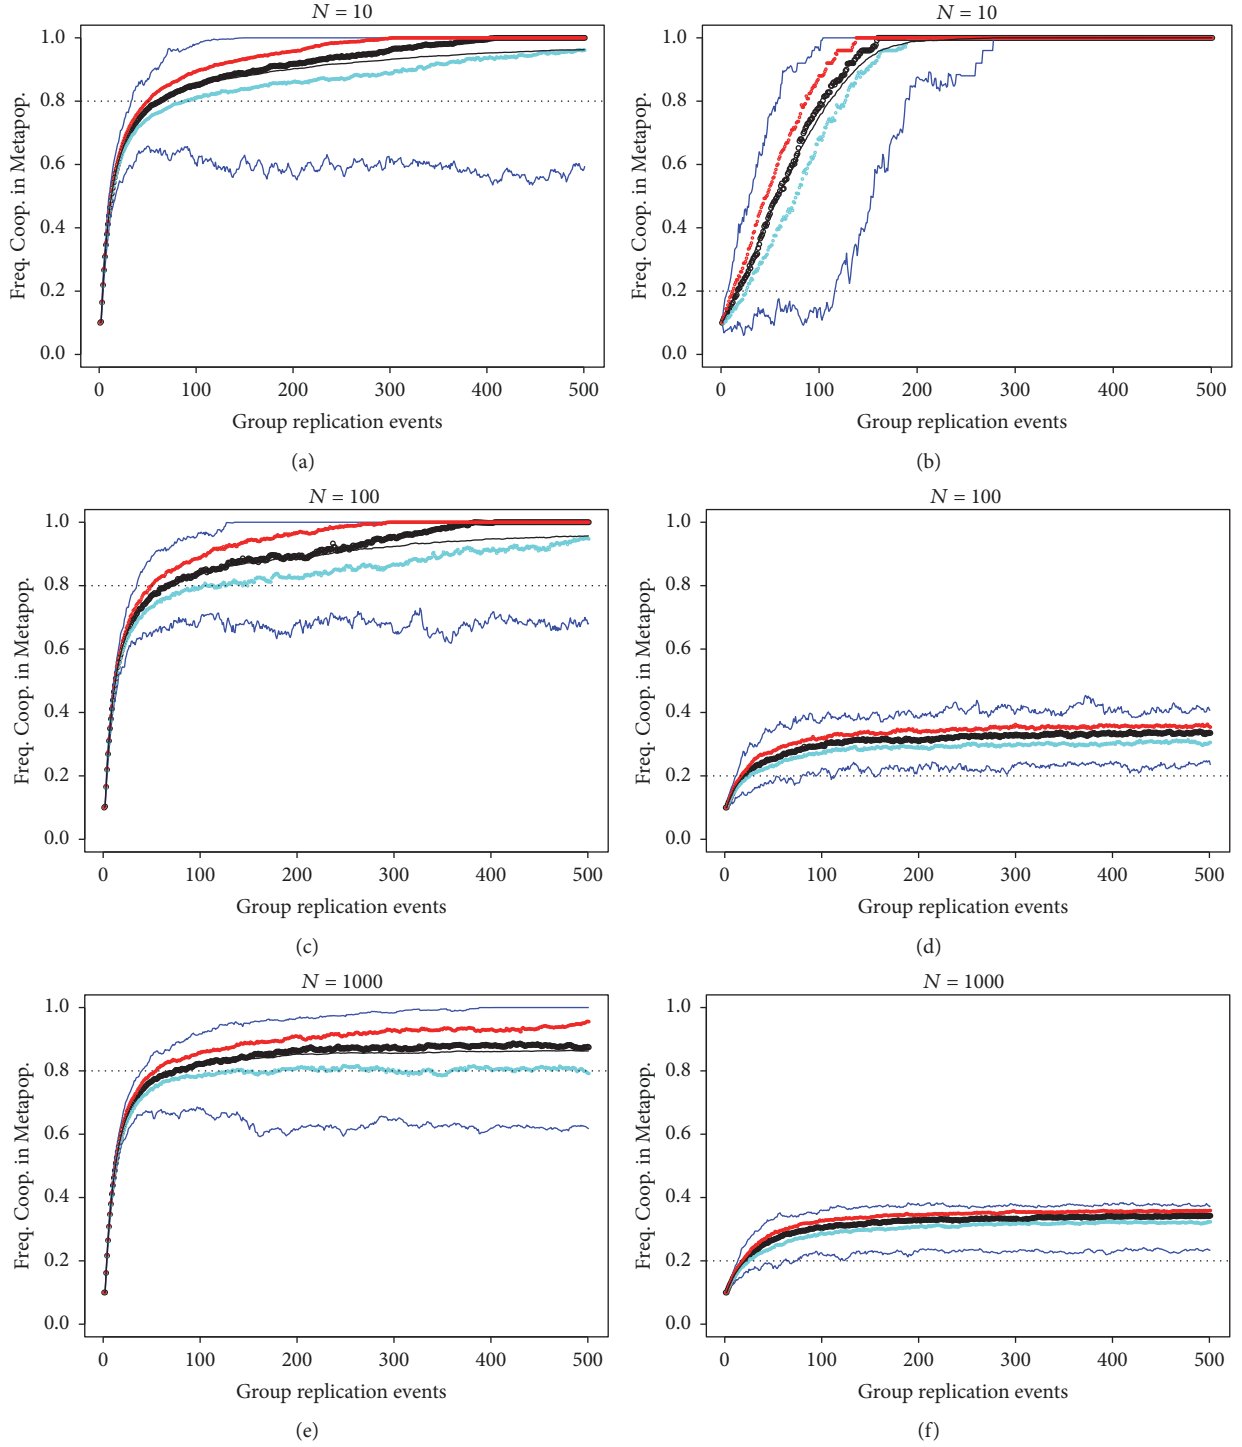 N = 10
Freq. Coop. in Metapop.
1.0
0.8
0.6
0.4
0.2
0.0
0 100 200 300 400 500
Group replication events
(a)
N = 10
Freq. Coop. in Metapop.
1.0
0.8
0.6
0.4
0.2
0.0
0 100 200 300 400 500
Group replication events
(b)
N = 100
Freq. Coop. in Metapop.
1.0
0.8
0.6
0.4
0.2
0.0
0 100 200 300 400 500
Group replication events
(c)
N = 100
Freq. Coop. in Metapop.
1.0
0.8
0.6
0.4
0.2
0.0
0 100 200 300 400 500
Group replication events
(d)
N = 1000
Freq. Coop. in Metapop.
1.0
0.8
0.6
0.4
0.2
0.0
0 100 200 300 400 500
Group replication events
(e)
N = 1000
Freq. Coop. in Metapop.
1.0
0.8
0.6
0.4
0.2
0.0
0 100 200 300 400 500
Group replication events
(f)